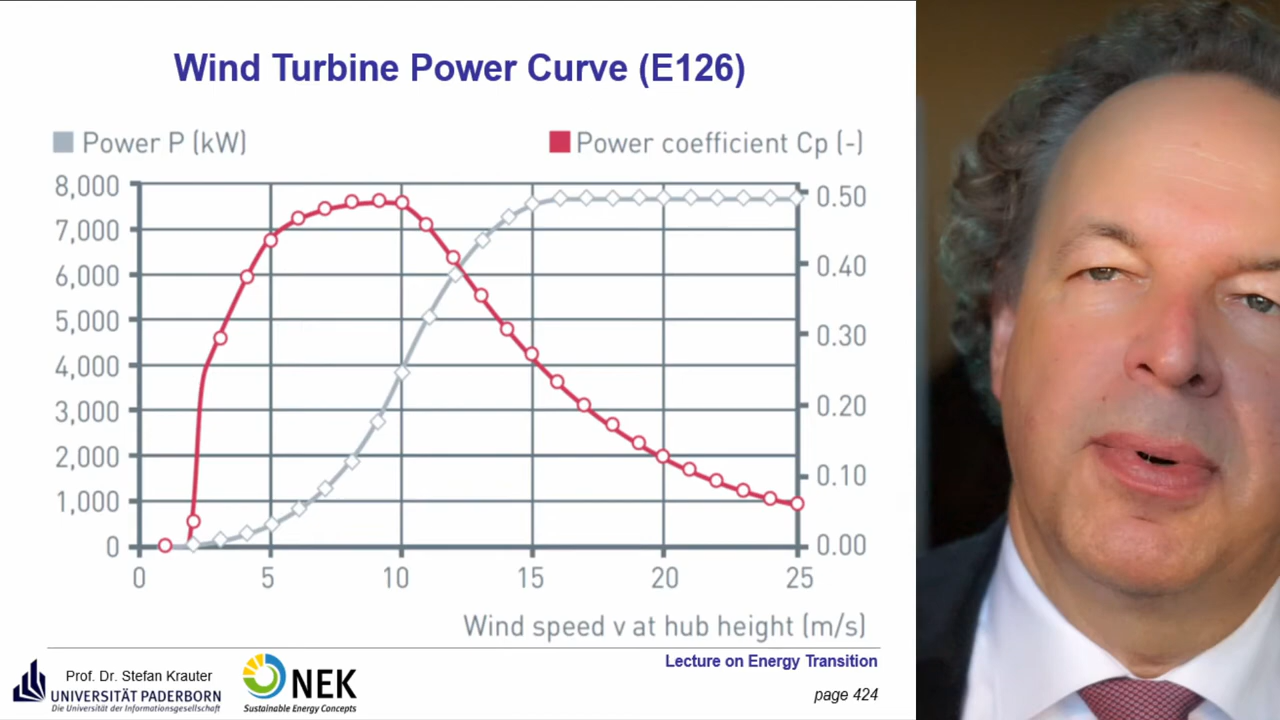 Wind Turbine Power Curve (E126)
Power P (kW)
Power coefficient Cp (-)
8,000
7,000
6,000
5,000
4,000
3,000
2,000
1,000
0
0.50
0.40
0.30
0.20
0.10
0.00
0 5 10 15 20 25
Wind speed v at hub height (m/s)
Prof. Dr. Stefan Krauter
UNIVERSITÄT PADERBORN
Die Universität der Informationsgesellschaft
NEK
Sustainable Energy Concepts
Lecture on Energy Transition
page 424